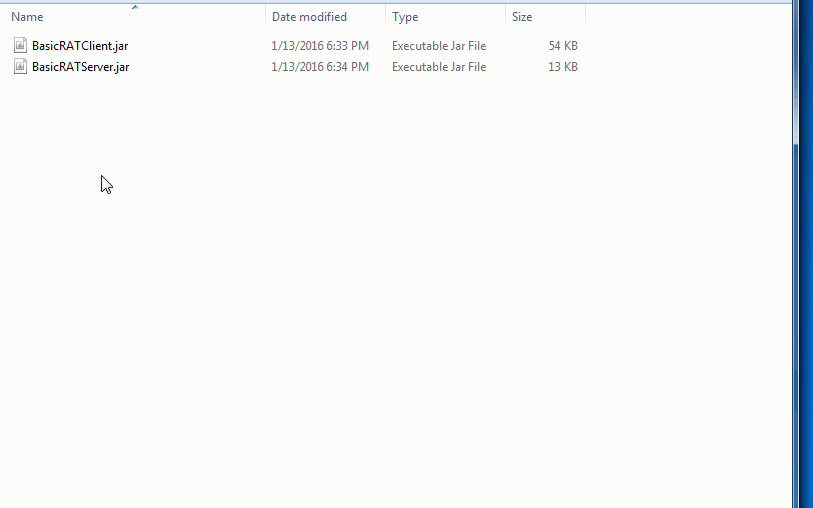 Name Date modified Type Size
BasicRATClient.jar 1/13/2016 6:33 PM Executable Jar File 54 KB
BasicRATServer.jar 1/13/2016 6:34 PM Executable Jar File 13 KB